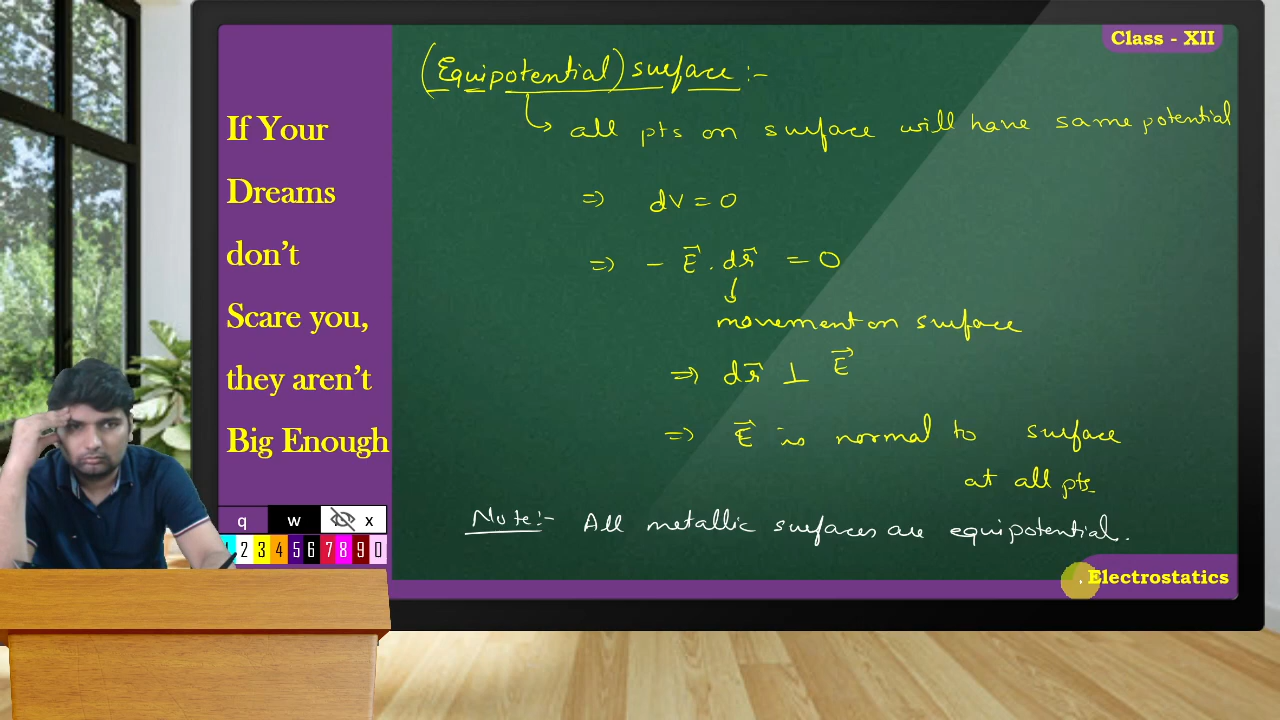 Class - XII
If Your
Dreams
don't
Scare you,
they aren't
Big Enough
(Equipotential) surface :-
↳ all pts on surface will have same potential
⇒ dV = 0
⇒ - E⃗ . dr⃗ = 0
↓
movement on surface
⇒ dr⃗ ⊥ E⃗
⇒ E⃗ is normal to surface
at all pts
Note:- All metallic surfaces are equipotential.
q w x
1 2 3 4 5 6 7 8 9 0
Electrostatics